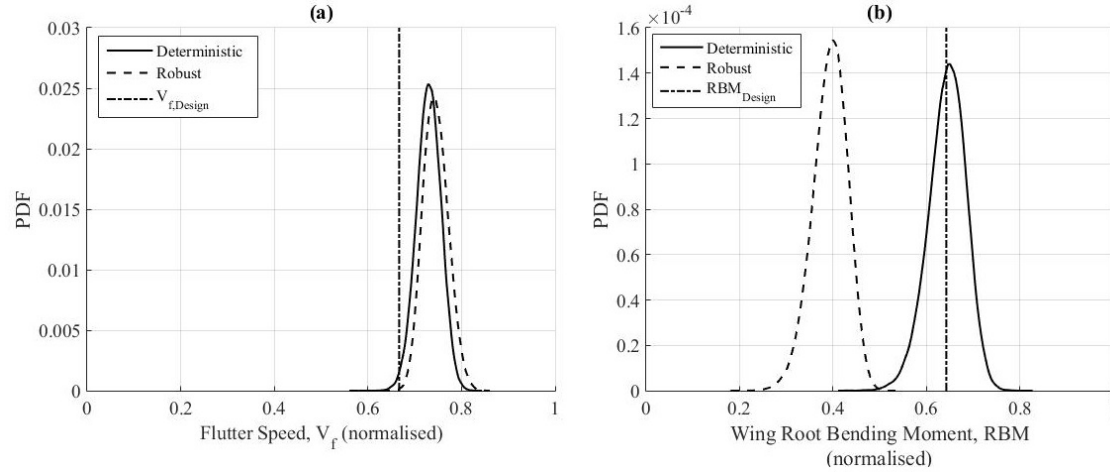 (a)
0.03
0.025
0.02
0.015
0.01
0.005
0
PDF
Deterministic
Robust
V_f,Design
0 0.2 0.4 0.6 0.8 1
Flutter Speed, V_f (normalised)
(b)
×10^-4
1.6
1.4
1.2
1
0.8
0.6
0.4
0.2
0
PDF
Deterministic
Robust
RBM_Design
0 0.2 0.4 0.6 0.8
Wing Root Bending Moment, RBM
(normalised)